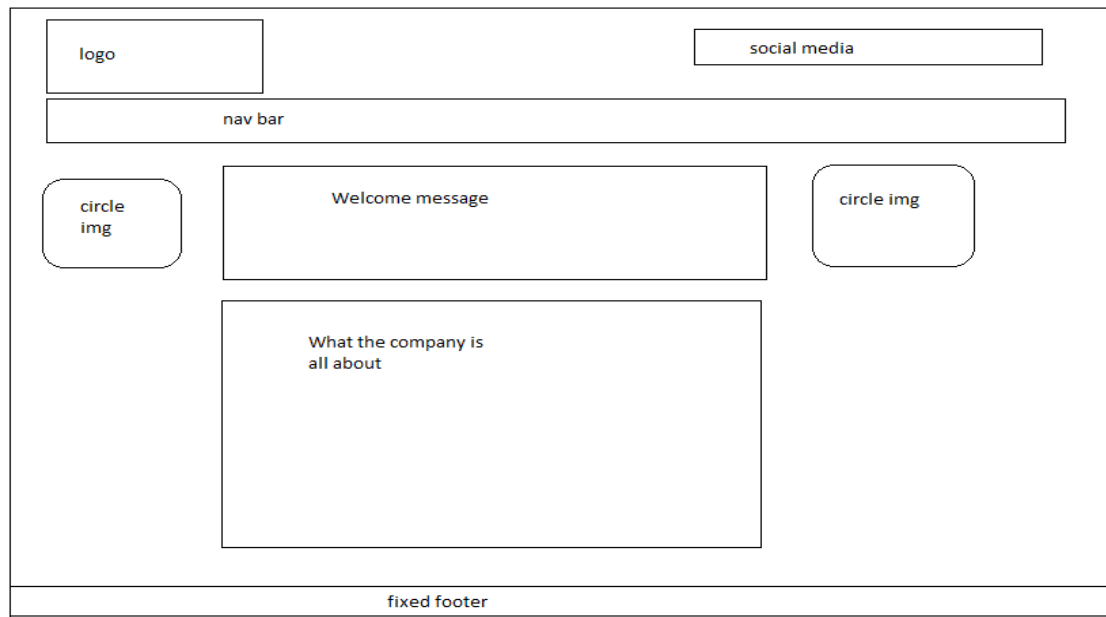 logo
social media
nav bar
circle
img
Welcome message
circle img
What the company is
all about
fixed footer